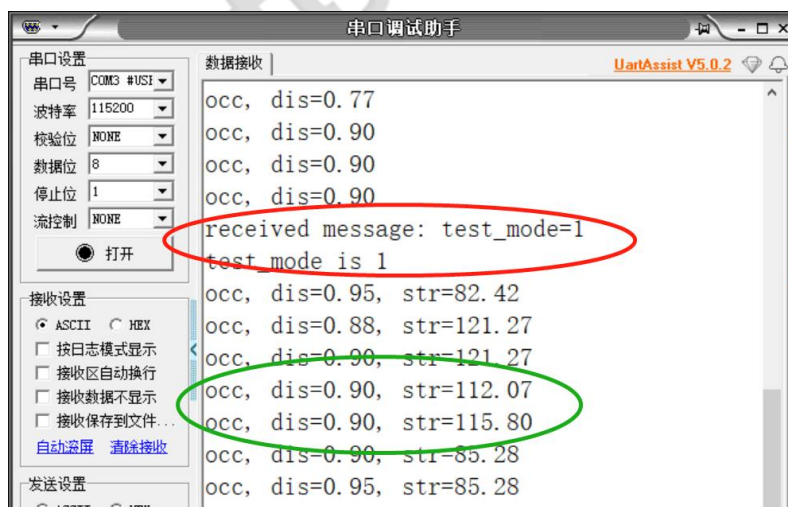 串口调试助手
串口设置
串口号 COM3 #USI
波特率 115200
校验位 NONE
数据位 8
停止位 1
流控制 NONE
打开
接收设置
ASCII HEX
按日志模式显示
接收区自动换行
接收数据不显示
接收保存到文件...
自动滚屏 清除接收
发送设置
数据接收
UartAssist V5.0.2
occ, dis=0.77
occ, dis=0.90
occ, dis=0.90
occ, dis=0.90
received message: test_mode=1
test_mode is 1
occ, dis=0.95, str=82.42
occ, dis=0.88, str=121.27
occ, dis=0.90, str=121.27
occ, dis=0.90, str=112.07
occ, dis=0.90, str=115.80
occ, dis=0.90, str=85.28
occ, dis=0.95, str=85.28